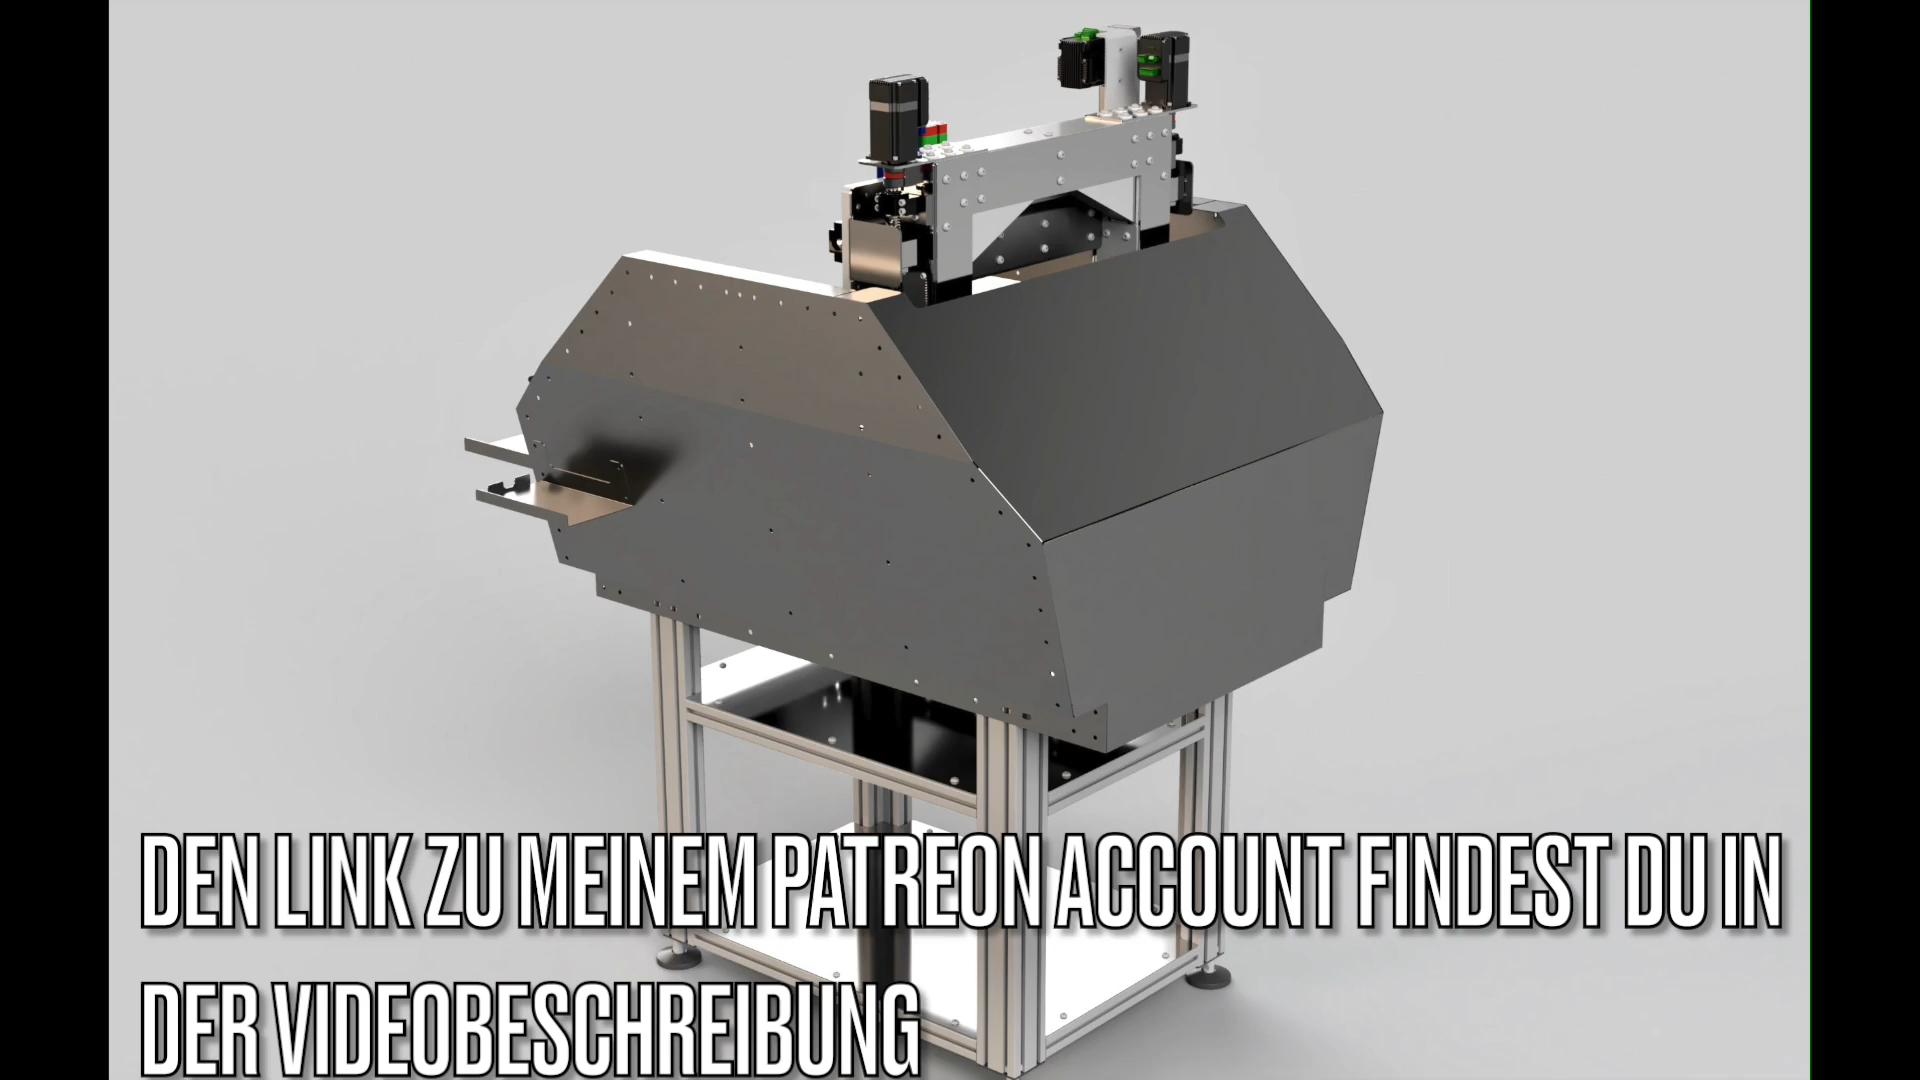 DEN LINK ZU MEINEM PATREON ACCOUNT FINDEST DU IN
DER VIDEOBESCHREIBUNG